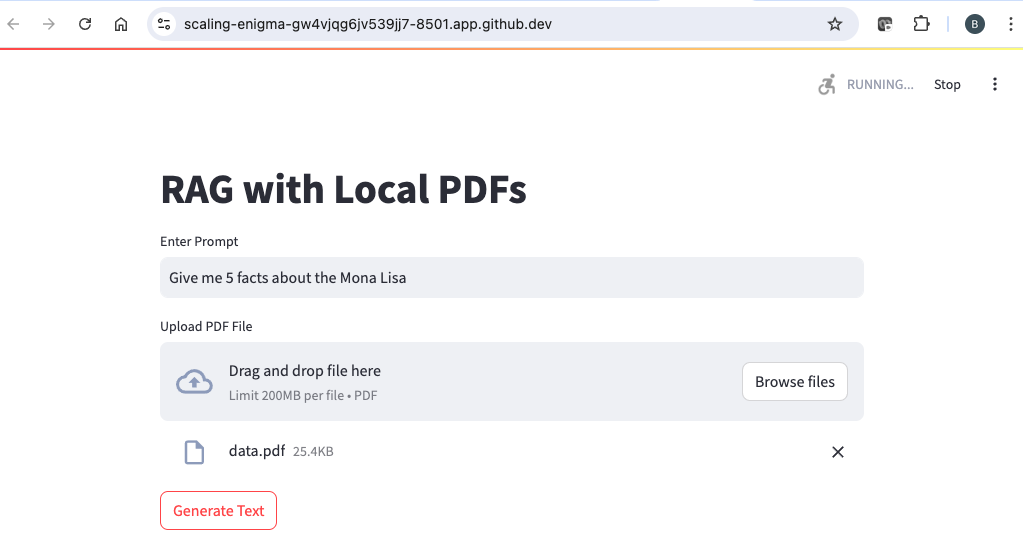 scaling-enigma-gw4vjqg6jv539jj7-8501.app.github.dev
B
RUNNING...
Stop
RAG with Local PDFs
Enter Prompt
Give me 5 facts about the Mona Lisa
Upload PDF File
Drag and drop file here
Limit 200MB per file • PDF
Browse files
data.pdf 25.4KB
Generate Text